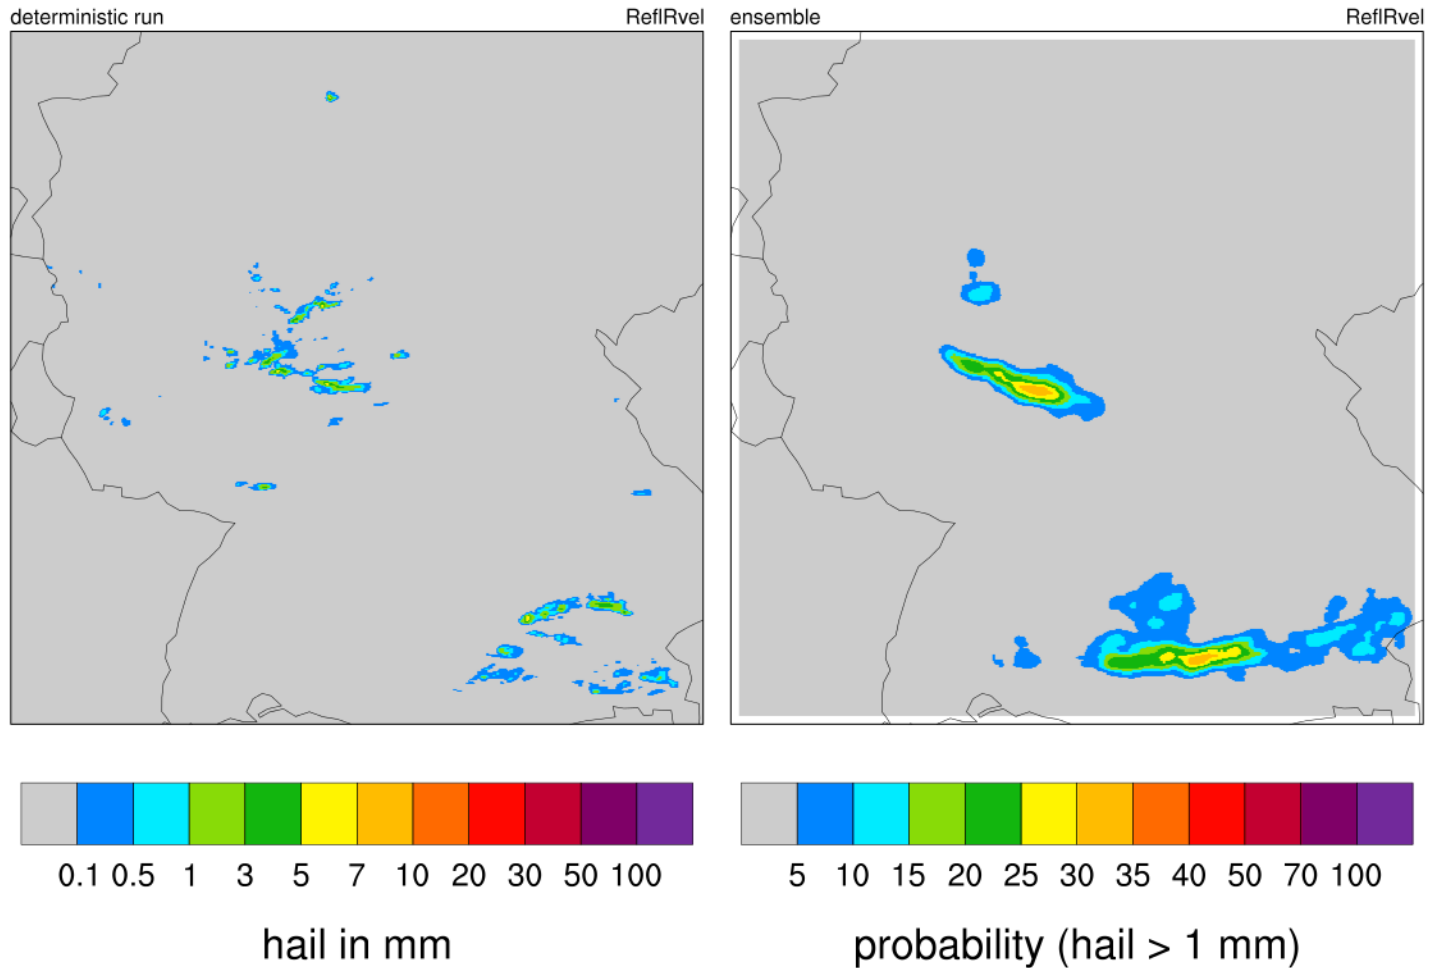 deterministic run
ReflRvel
ensemble
ReflRvel
0.1 0.5 1 3 5 7 10 20 30 50 100
5 10 15 20 25 30 35 40 50 70 100
hail in mm
probability (hail > 1 mm)